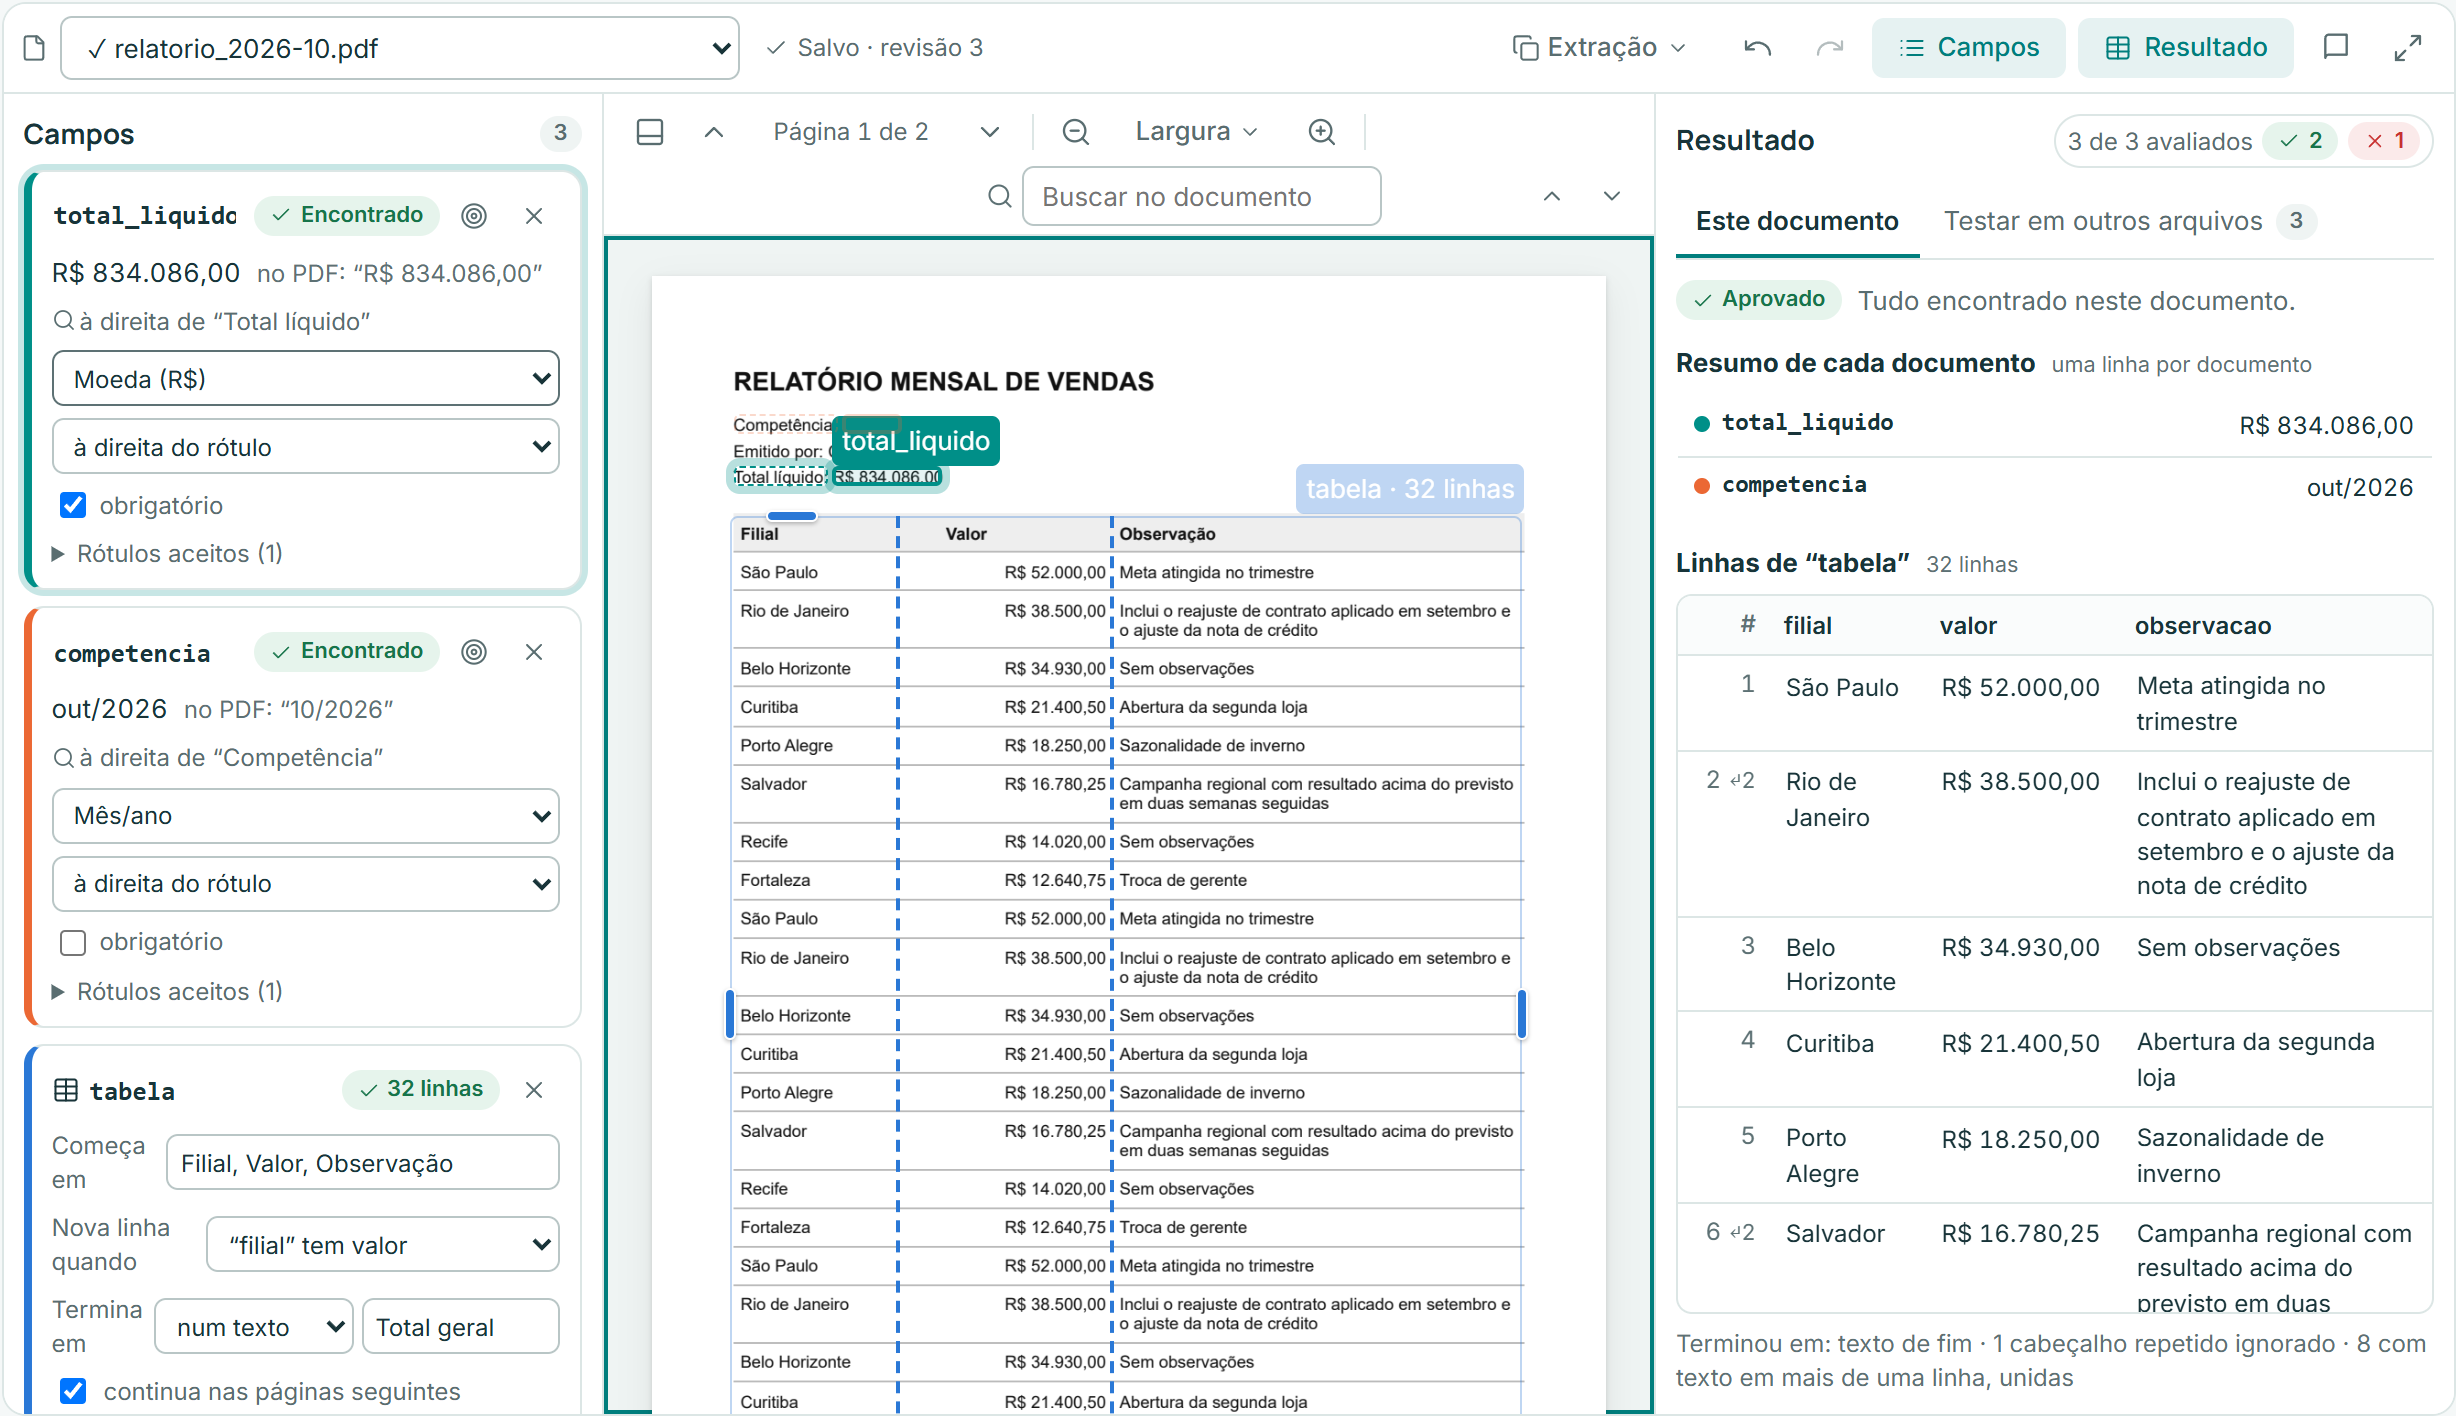 ✓ relatorio_2026-10.pdf
Salvo · revisão 3
Extração
Campos
Resultado
Campos
3
total_liquido
Encontrado
R$ 834.086,00 no PDF: “R$ 834.086,00”
à direita de “Total líquido”
Moeda (R$)
à direita do rótulo
obrigatório
Rótulos aceitos (1)
competencia
Encontrado
out/2026 no PDF: “10/2026”
à direita de “Competência”
Mês/ano
à direita do rótulo
obrigatório
Rótulos aceitos (1)
tabela
32 linhas
Começa em
Filial, Valor, Observação
Nova linha quando
“filial” tem valor
Termina em
num texto
Total geral
continua nas páginas seguintes
Página 1 de 2
Largura
Buscar no documento
RELATÓRIO MENSAL DE VENDAS
Competência
total_liquido
Emitido por:
Total líquido: R$ 834.086,00
tabela · 32 linhas
Filial Valor Observação
São Paulo R$ 52.000,00 Meta atingida no trimestre
Rio de Janeiro R$ 38.500,00 Inclui o reajuste de contrato aplicado em setembro e
o ajuste da nota de crédito
Belo Horizonte R$ 34.930,00 Sem observações
Curitiba R$ 21.400,50 Abertura da segunda loja
Porto Alegre R$ 18.250,00 Sazonalidade de inverno
Salvador R$ 16.780,25 Campanha regional com resultado acima do previsto
em duas semanas seguidas
Recife R$ 14.020,00 Sem observações
Fortaleza R$ 12.640,75 Troca de gerente
São Paulo R$ 52.000,00 Meta atingida no trimestre
Rio de Janeiro R$ 38.500,00 Inclui o reajuste de contrato aplicado em setembro e
o ajuste da nota de crédito
Belo Horizonte R$ 34.930,00 Sem observações
Curitiba R$ 21.400,50 Abertura da segunda loja
Porto Alegre R$ 18.250,00 Sazonalidade de inverno
Salvador R$ 16.780,25 Campanha regional com resultado acima do previsto
em duas semanas seguidas
Recife R$ 14.020,00 Sem observações
Fortaleza R$ 12.640,75 Troca de gerente
São Paulo R$ 52.000,00 Meta atingida no trimestre
Rio de Janeiro R$ 38.500,00 Inclui o reajuste de contrato aplicado em setembro e
o ajuste da nota de crédito
Belo Horizonte R$ 34.930,00 Sem observações
Curitiba R$ 21.400,50 Abertura da segunda loja
Resultado
3 de 3 avaliados 2 1
Este documento
Testar em outros arquivos 3
Aprovado
Tudo encontrado neste documento.
Resumo de cada documento uma linha por documento
total_liquido R$ 834.086,00
competencia out/2026
Linhas de “tabela” 32 linhas
# filial valor observacao
1 São Paulo R$ 52.000,00 Meta atingida no
trimestre
2 ↵2 Rio de R$ 38.500,00 Inclui o reajuste de
Janeiro contrato aplicado em
setembro e o ajuste da
nota de crédito
3 Belo R$ 34.930,00 Sem observações
Horizonte
4 Curitiba R$ 21.400,50 Abertura da segunda
loja
5 Porto R$ 18.250,00 Sazonalidade de
Alegre inverno
6 ↵2 Salvador R$ 16.780,25 Campanha regional com
resultado acima do
previsto em duas
Terminou em: texto de fim · 1 cabeçalho repetido ignorado · 8 com
texto em mais de uma linha, unidas